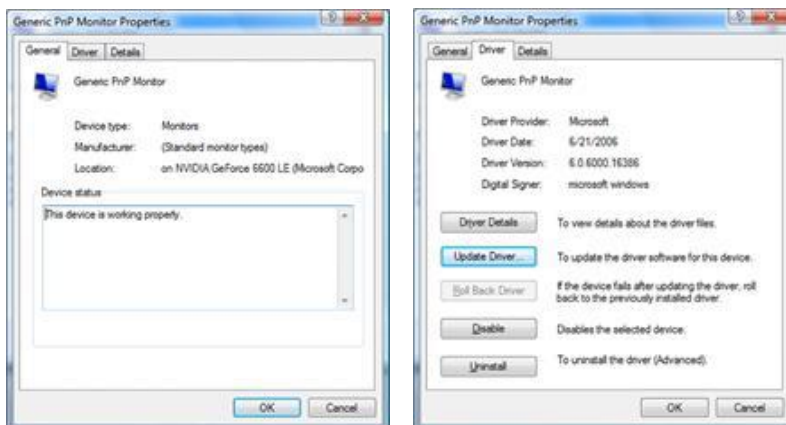 Generic PnP Monitor Properties
General Driver Details
Generic PnP Monitor
Device type: Monitors
Manufacturer: (Standard monitor types)
Location: on NVIDIA GeForce 6600 LE (Microsoft Corpo
Device status
This device is working properly.
OK Cancel
Generic PnP Monitor Properties
General Driver Details
Generic PnP Monitor
Driver Provider: Microsoft
Driver Date: 6/21/2006
Driver Version: 6.0.6000.16386
Digital Signer: microsoft windows
Driver Details To view details about the driver files.
Update Driver... To update the driver software for this device.
Roll Back Driver If the device fails after updating the driver, roll
back to the previously installed driver.
Disable Disables the selected device.
Uninstall To uninstall the driver (Advanced).
OK Cancel